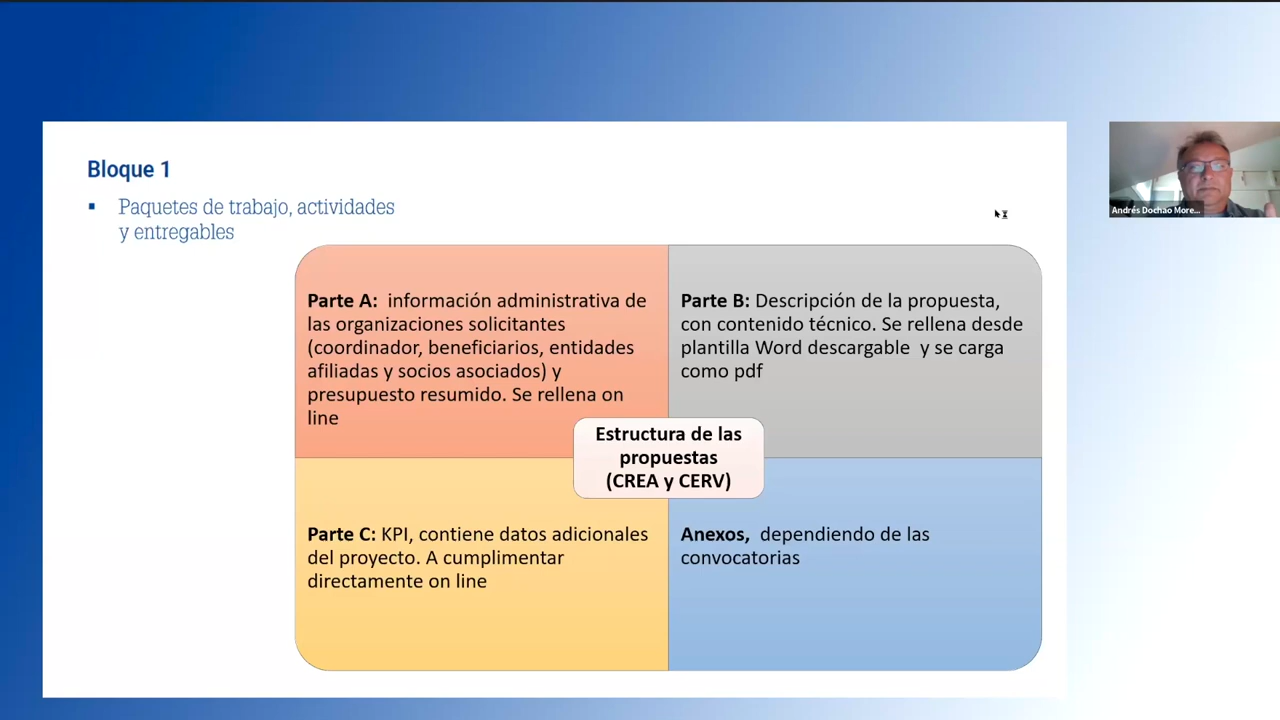 Bloque 1
▪ Paquetes de trabajo, actividades
y entregables
Parte A:  información administrativa de
las organizaciones solicitantes
(coordinador, beneficiarios, entidades
afiliadas y socios asociados) y
presupuesto resumido. Se rellena on
line
Parte B: Descripción de la propuesta,
con contenido técnico. Se rellena desde
plantilla Word descargable  y se carga
como pdf
Estructura de las
propuestas
(CREA y CERV)
Parte C: KPI, contiene datos adicionales
del proyecto. A cumplimentar
directamente on line
Anexos,  dependiendo de las
convocatorias
Andrés Dochao More...